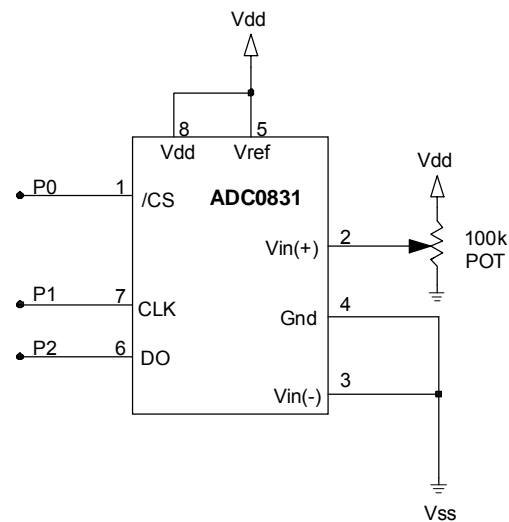 Vdd
8 5
Vdd Vref
P0 1 /CS ADC0831
Vdd
2
Vin(+)
100k
POT
P1 7 CLK
4
Gnd
P2 6 DO
3
Vin(-)
Vss